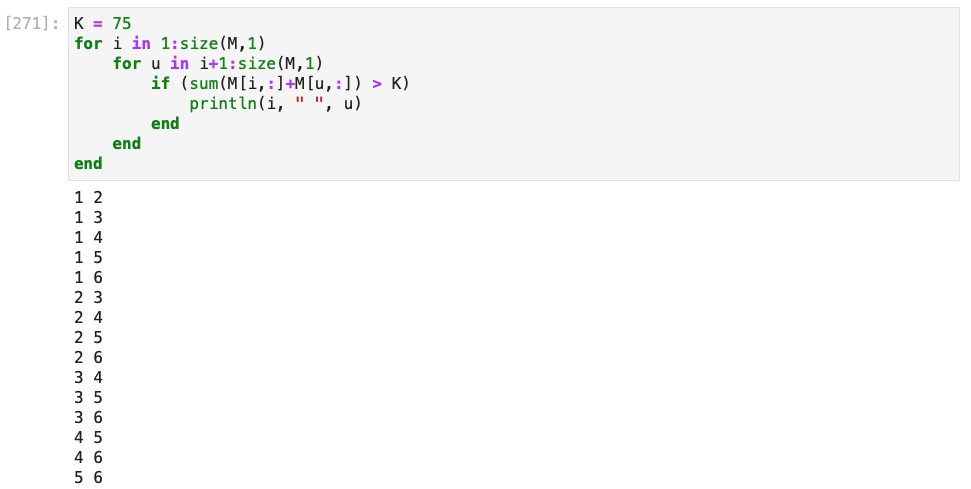 [271]: K = 75
for i in 1:size(M,1)
    for u in i+1:size(M,1)
        if (sum(M[i,:]+M[u,:]) > K)
            println(i, " ", u)
        end
    end
end
1 2
1 3
1 4
1 5
1 6
2 3
2 4
2 5
2 6
3 4
3 5
3 6
4 5
4 6
5 6